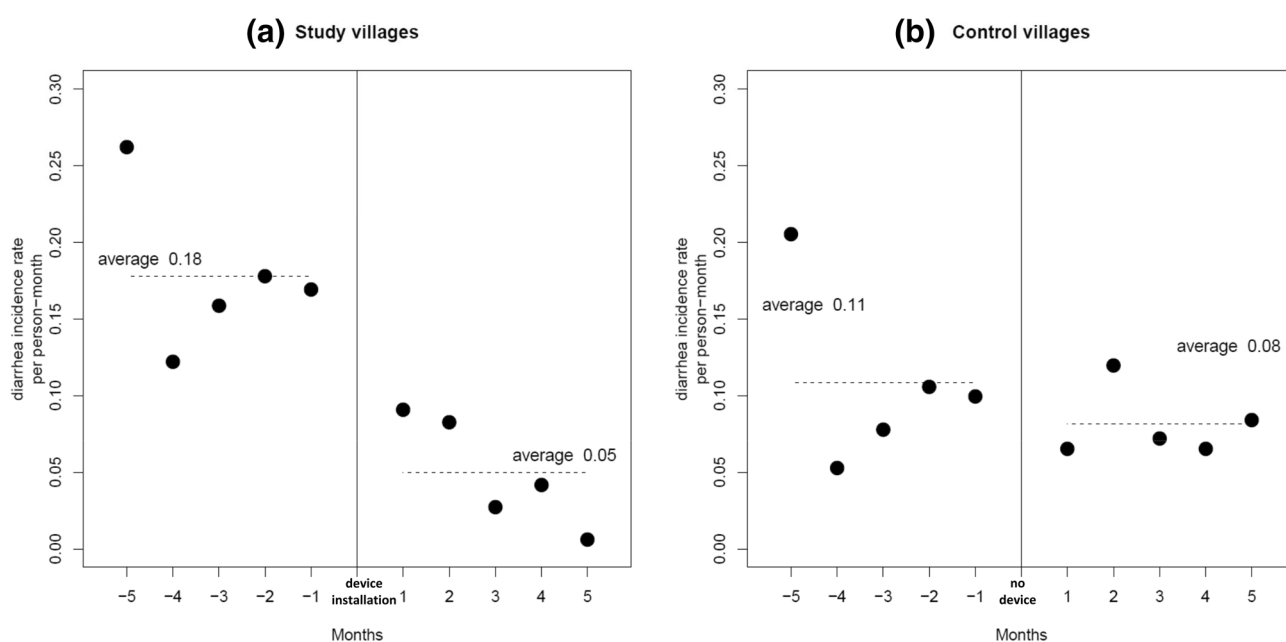 (a) Study villages
diarrhea incidence rate
per person−month
0.30
0.25
0.20
0.15
0.10
0.05
0.00
average 0.18
average 0.05
−5 −4 −3 −2 −1 device installation 1 2 3 4 5
Months
(b) Control villages
diarrhea incidence rate
per person−month
0.30
0.25
0.20
0.15
0.10
0.05
0.00
average 0.11
average 0.08
−5 −4 −3 −2 −1 no device 1 2 3 4 5
Months